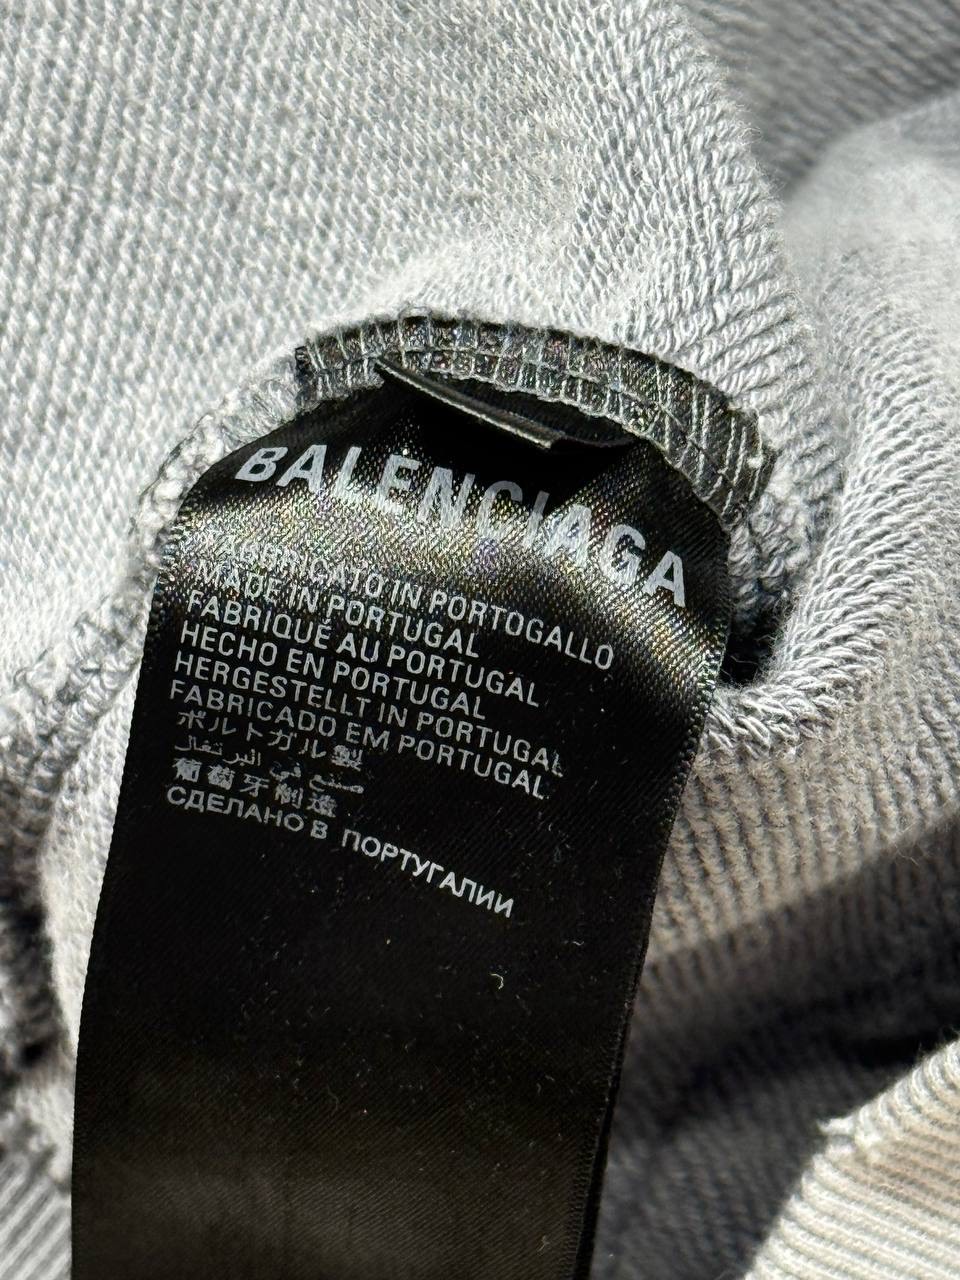 BALENCIAGA
FABBRICATO IN PORTOGALLO
MADE IN PORTUGAL
FABRIQUÉ AU PORTUGAL
HECHO EN PORTUGAL
HERGESTELLT IN PORTUGAL
FABRICADO EM PORTUGAL
ポルトガル製
صنع في البرتغال
葡萄牙制造
СДЕЛАНО В ПОРТУГАЛИИ